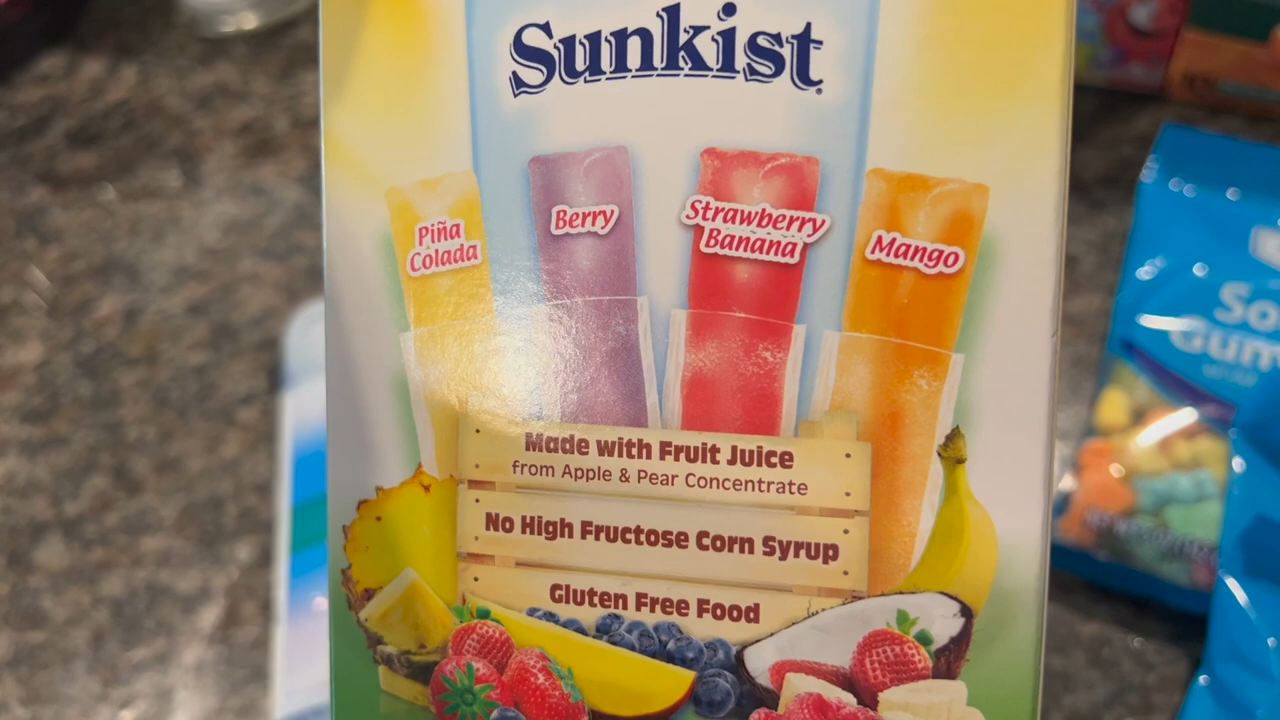 Sunkist
Piña
Colada
Berry
Strawberry
Banana
Mango
Made with Fruit Juice
from Apple & Pear Concentrate
No High Fructose Corn Syrup
Gluten Free Food